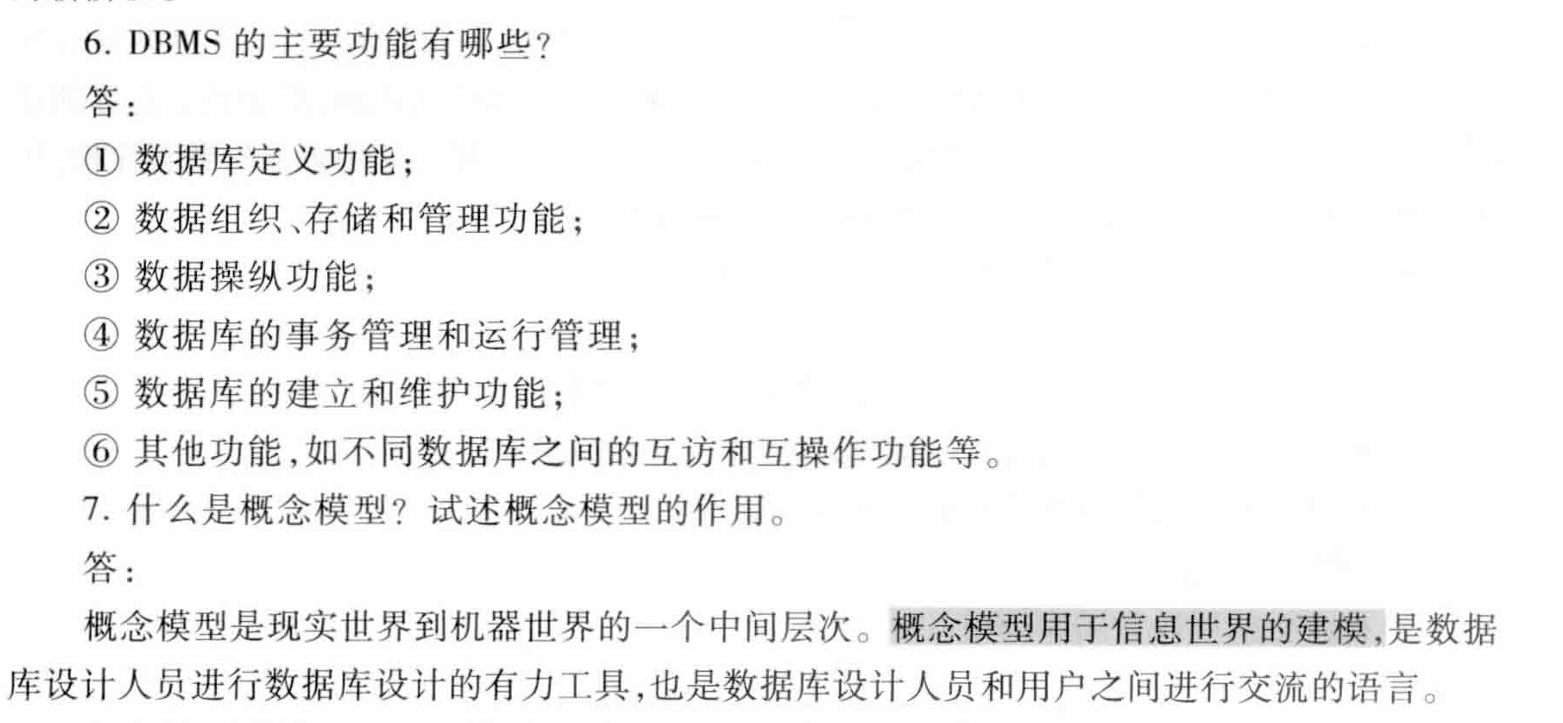 6. DBMS 的主要功能有哪些?
答:
① 数据库定义功能;
② 数据组织、存储和管理功能;
③ 数据操纵功能;
④ 数据库的事务管理和运行管理;
⑤ 数据库的建立和维护功能;
⑥ 其他功能,如不同数据库之间的互访和互操作功能等。
7. 什么是概念模型? 试述概念模型的作用。
答:
概念模型是现实世界到机器世界的一个中间层次。概念模型用于信息世界的建模,是数据
库设计人员进行数据库设计的有力工具,也是数据库设计人员和用户之间进行交流的语言。